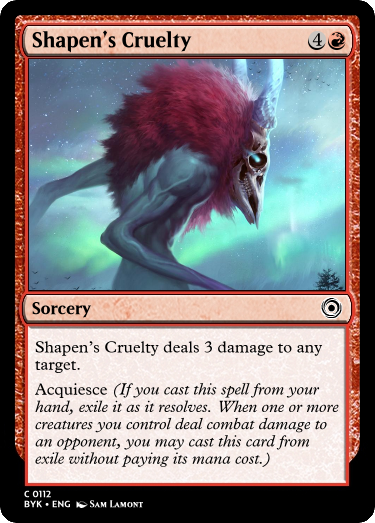 Shapen's Cruelty 4
Sorcery
Shapen's Cruelty deals 3 damage to any
target.
Acquiesce (If you cast this spell from your
hand, exile it as it resolves. When one or more
creatures you control deal combat damage to
an opponent, you may cast this card from
exile without paying its mana cost.)
C 0112
BYK • ENG Sam Lamont